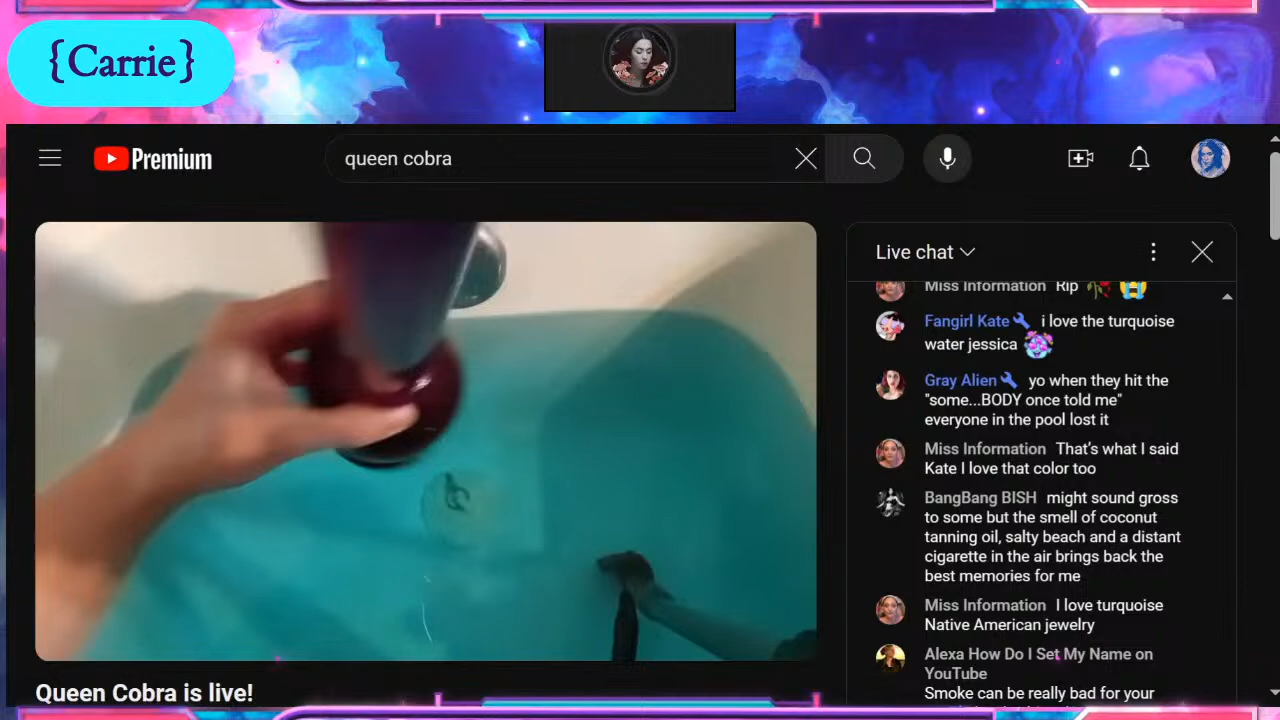 {Carrie}
Premium
queen cobra
Live chat
Miss Information Rip
Fangirl Kate i love the turquoise
water jessica
Gray Alien yo when they hit the
"some...BODY once told me"
everyone in the pool lost it
Miss Information That's what I said
Kate I love that color too
BangBang BISH might sound gross
to some but the smell of coconut
tanning oil, salty beach and a distant
cigarette in the air brings back the
best memories for me
Miss Information I love turquoise
Native American jewelry
Alexa How Do I Set My Name on
YouTube
Smoke can be really bad for your
Queen Cobra is live!